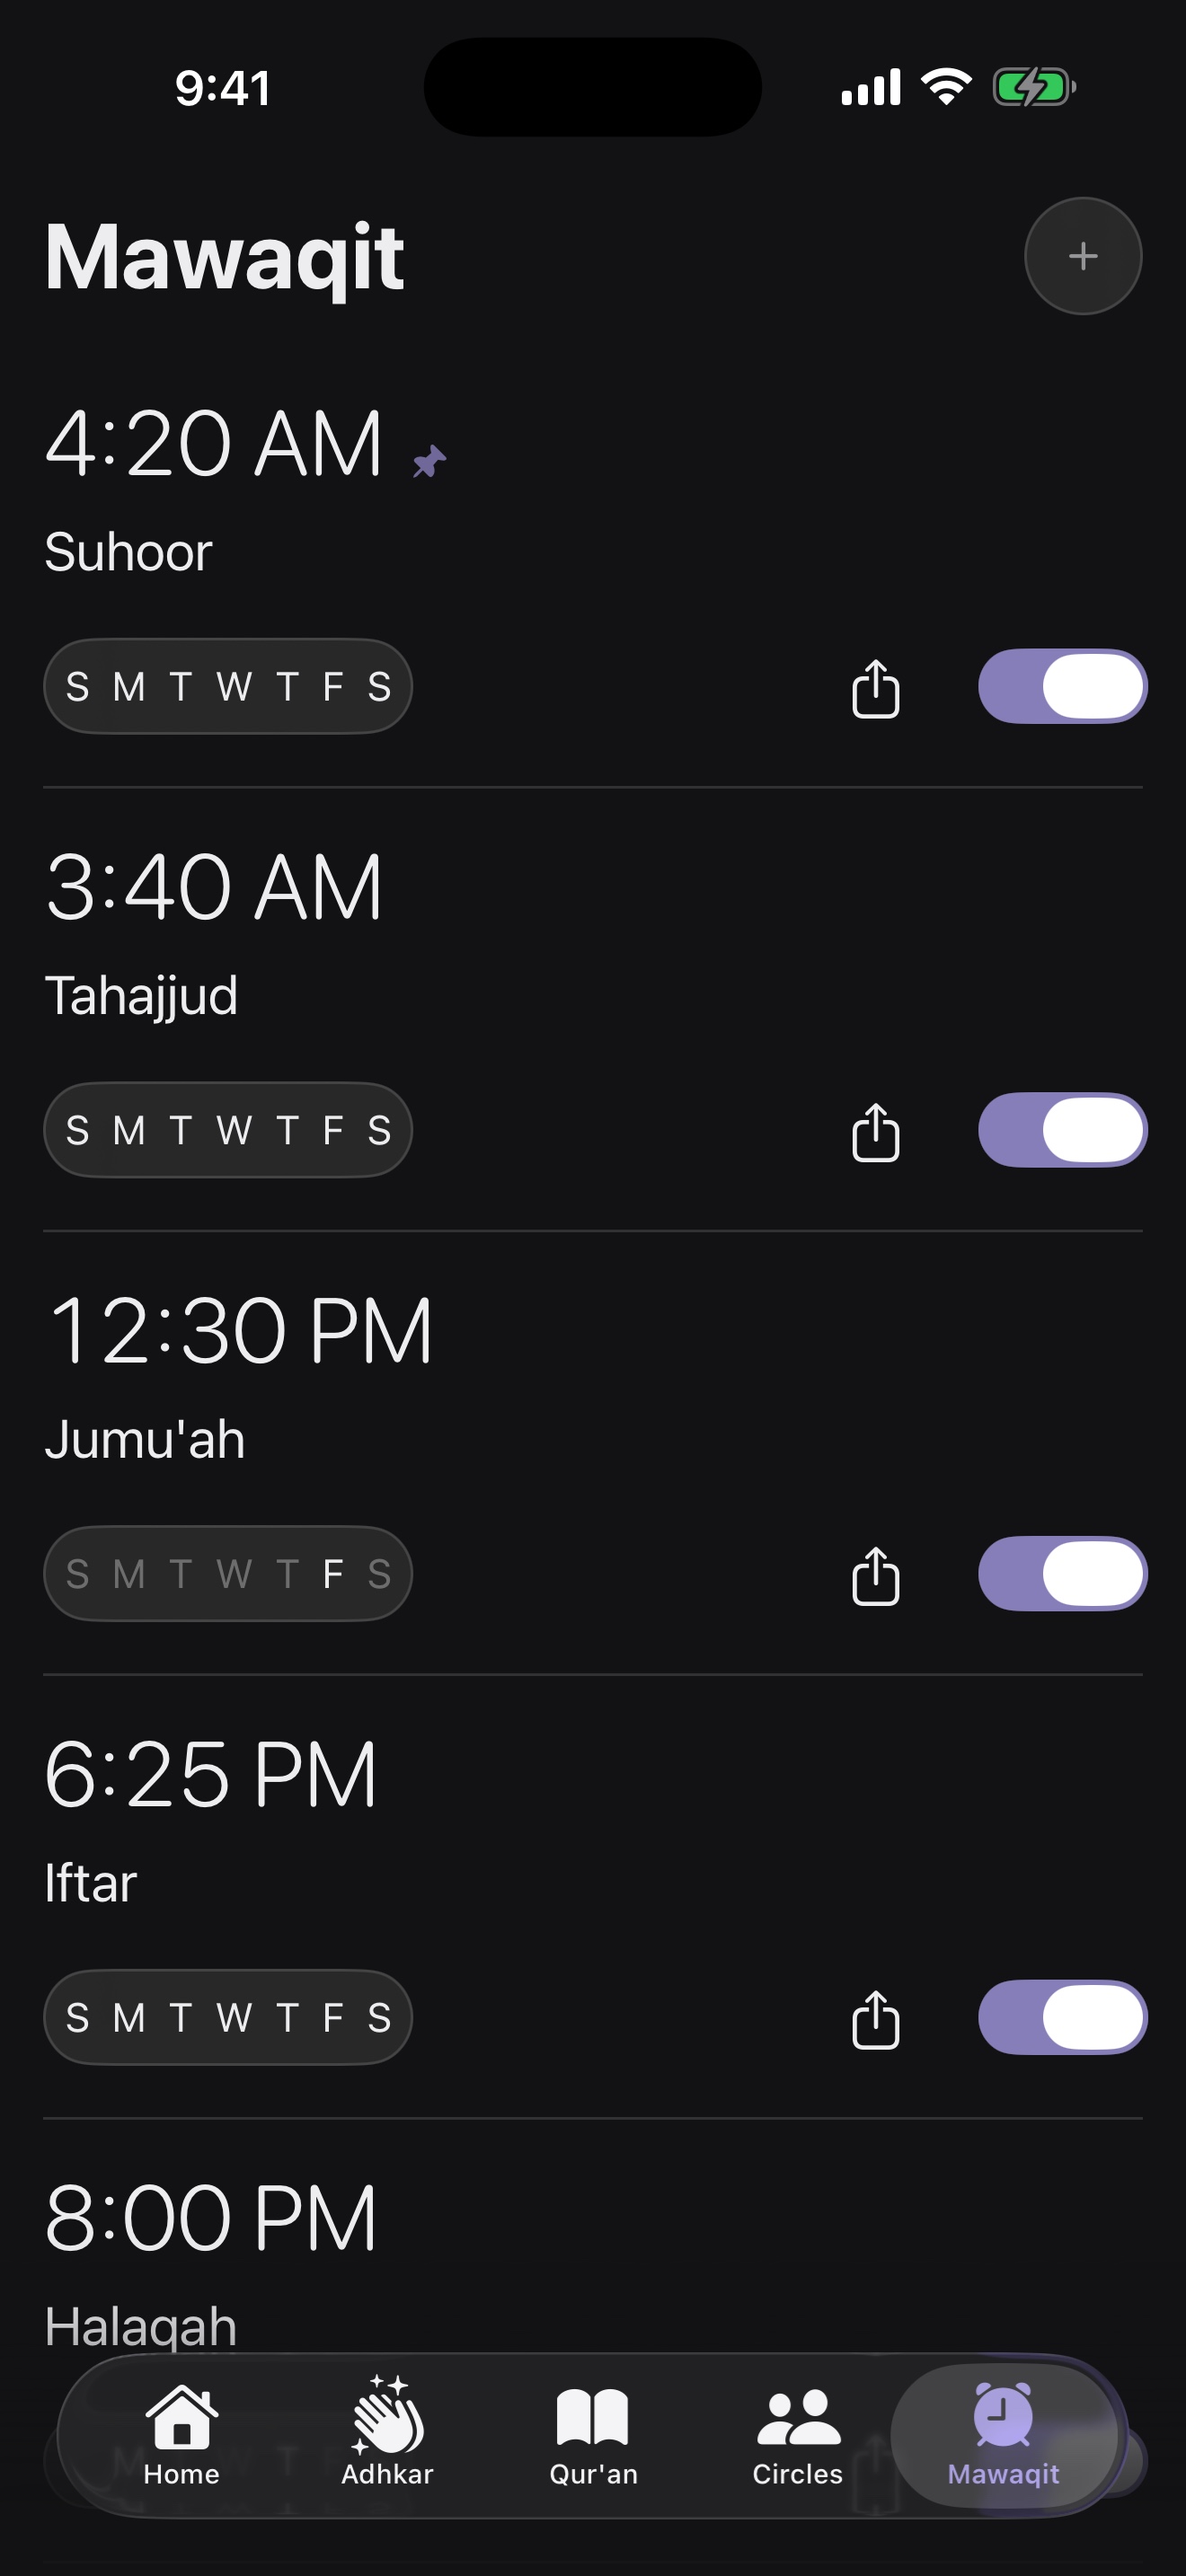 9:41
Mawaqit
4:20 AM
Suhoor
S M T W T F S
3:40 AM
Tahajjud
S M T W T F S
12:30 PM
Jumu'ah
S M T W T F S
6:25 PM
Iftar
S M T W T F S
8:00 PM
Halaqah
Home Adhkar Qur'an Circles Mawaqit